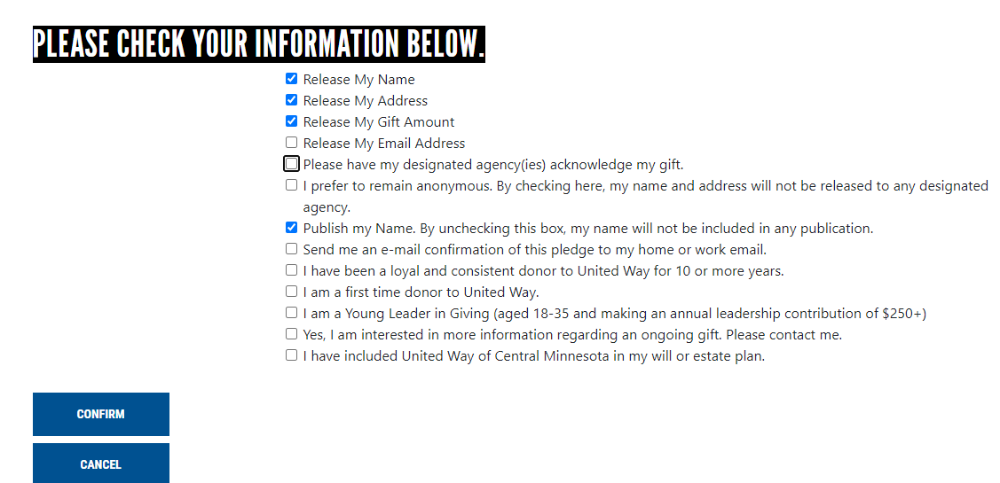 PLEASE CHECK YOUR INFORMATION BELOW.
Release My Name
Release My Address
Release My Gift Amount
Release My Email Address
Please have my designated agency(ies) acknowledge my gift.
I prefer to remain anonymous. By checking here, my name and address will not be released to any designated
agency.
Publish my Name. By unchecking this box, my name will not be included in any publication.
Send me an e-mail confirmation of this pledge to my home or work email.
I have been a loyal and consistent donor to United Way for 10 or more years.
I am a first time donor to United Way.
I am a Young Leader in Giving (aged 18-35 and making an annual leadership contribution of $250+)
Yes, I am interested in more information regarding an ongoing gift. Please contact me.
I have included United Way of Central Minnesota in my will or estate plan.
CONFIRM
CANCEL